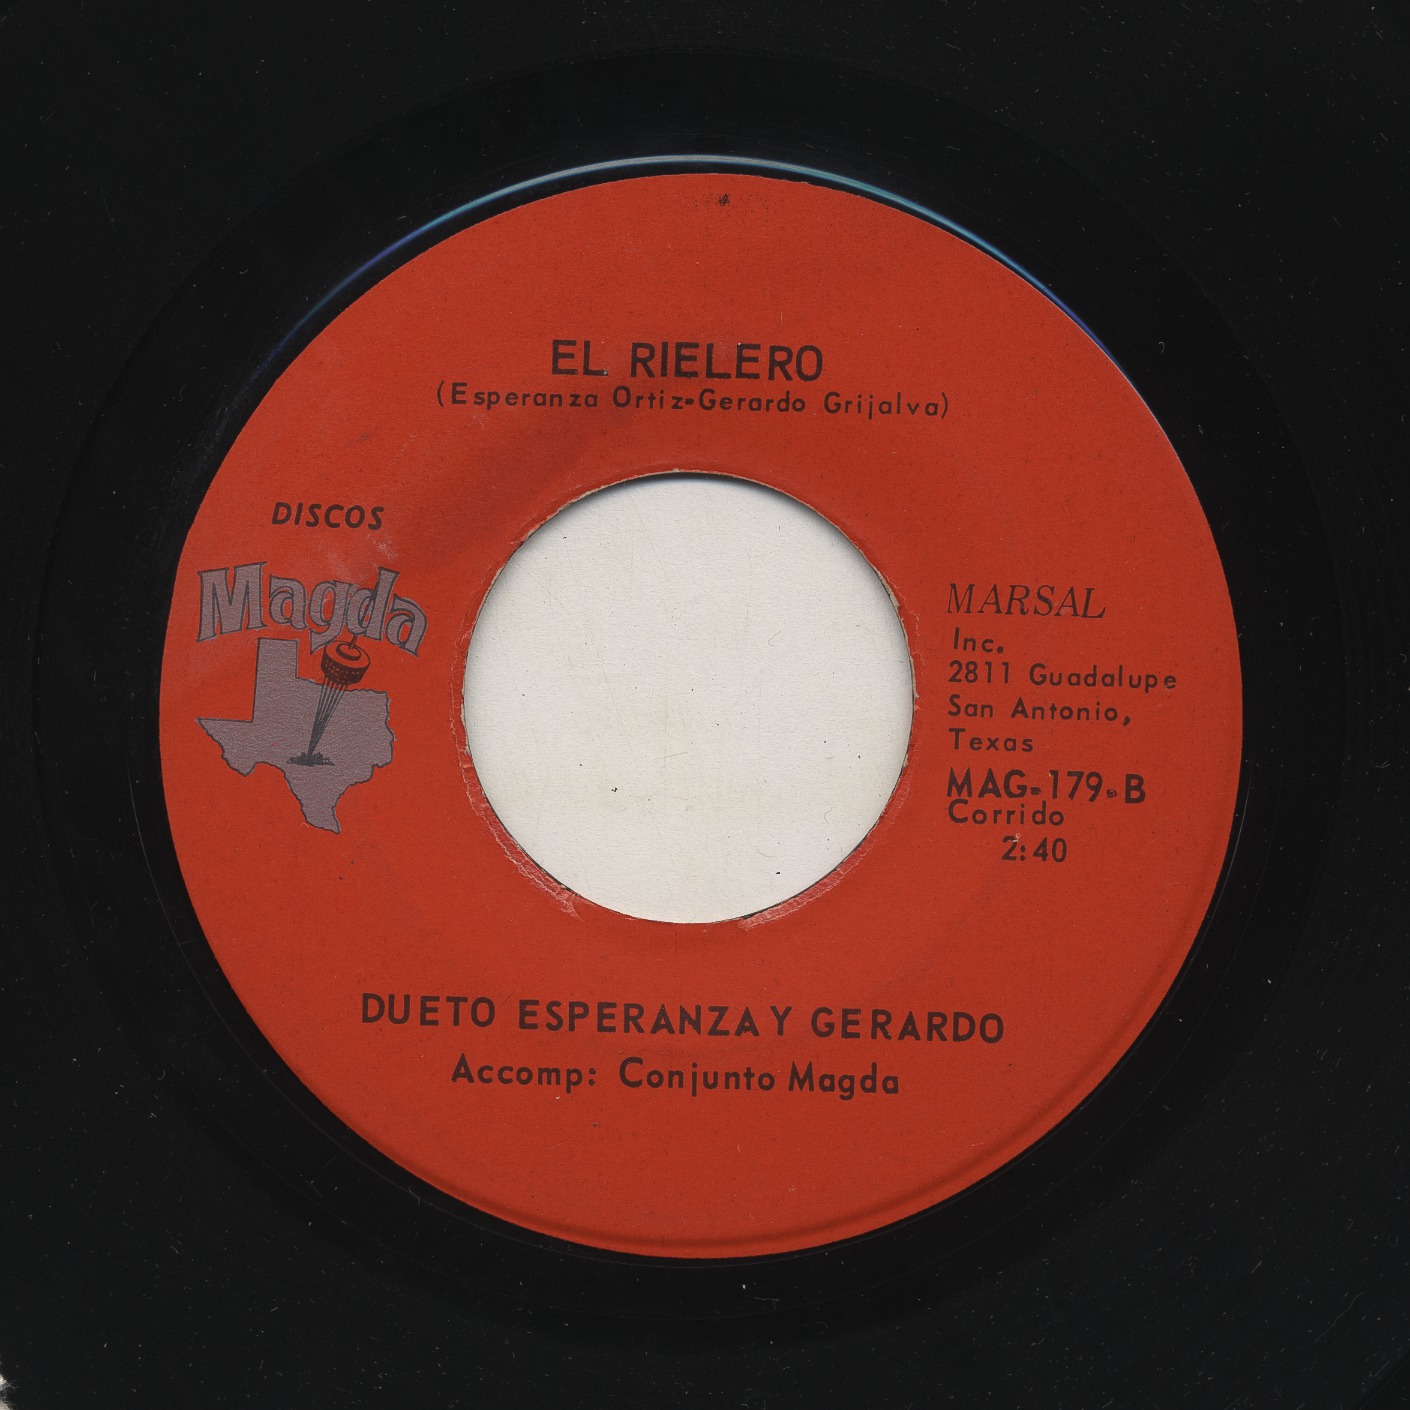 EL RIELERO
(Esperanza Ortiz-Gerardo Grijalva)
DISCOS
Magda
MARSAL
Inc.
2811 Guadalupe
San Antonio,
Texas
MAG-179-B
Corrido
2:40
DUETO ESPERANZA Y GERARDO
Accomp: Conjunto Magda